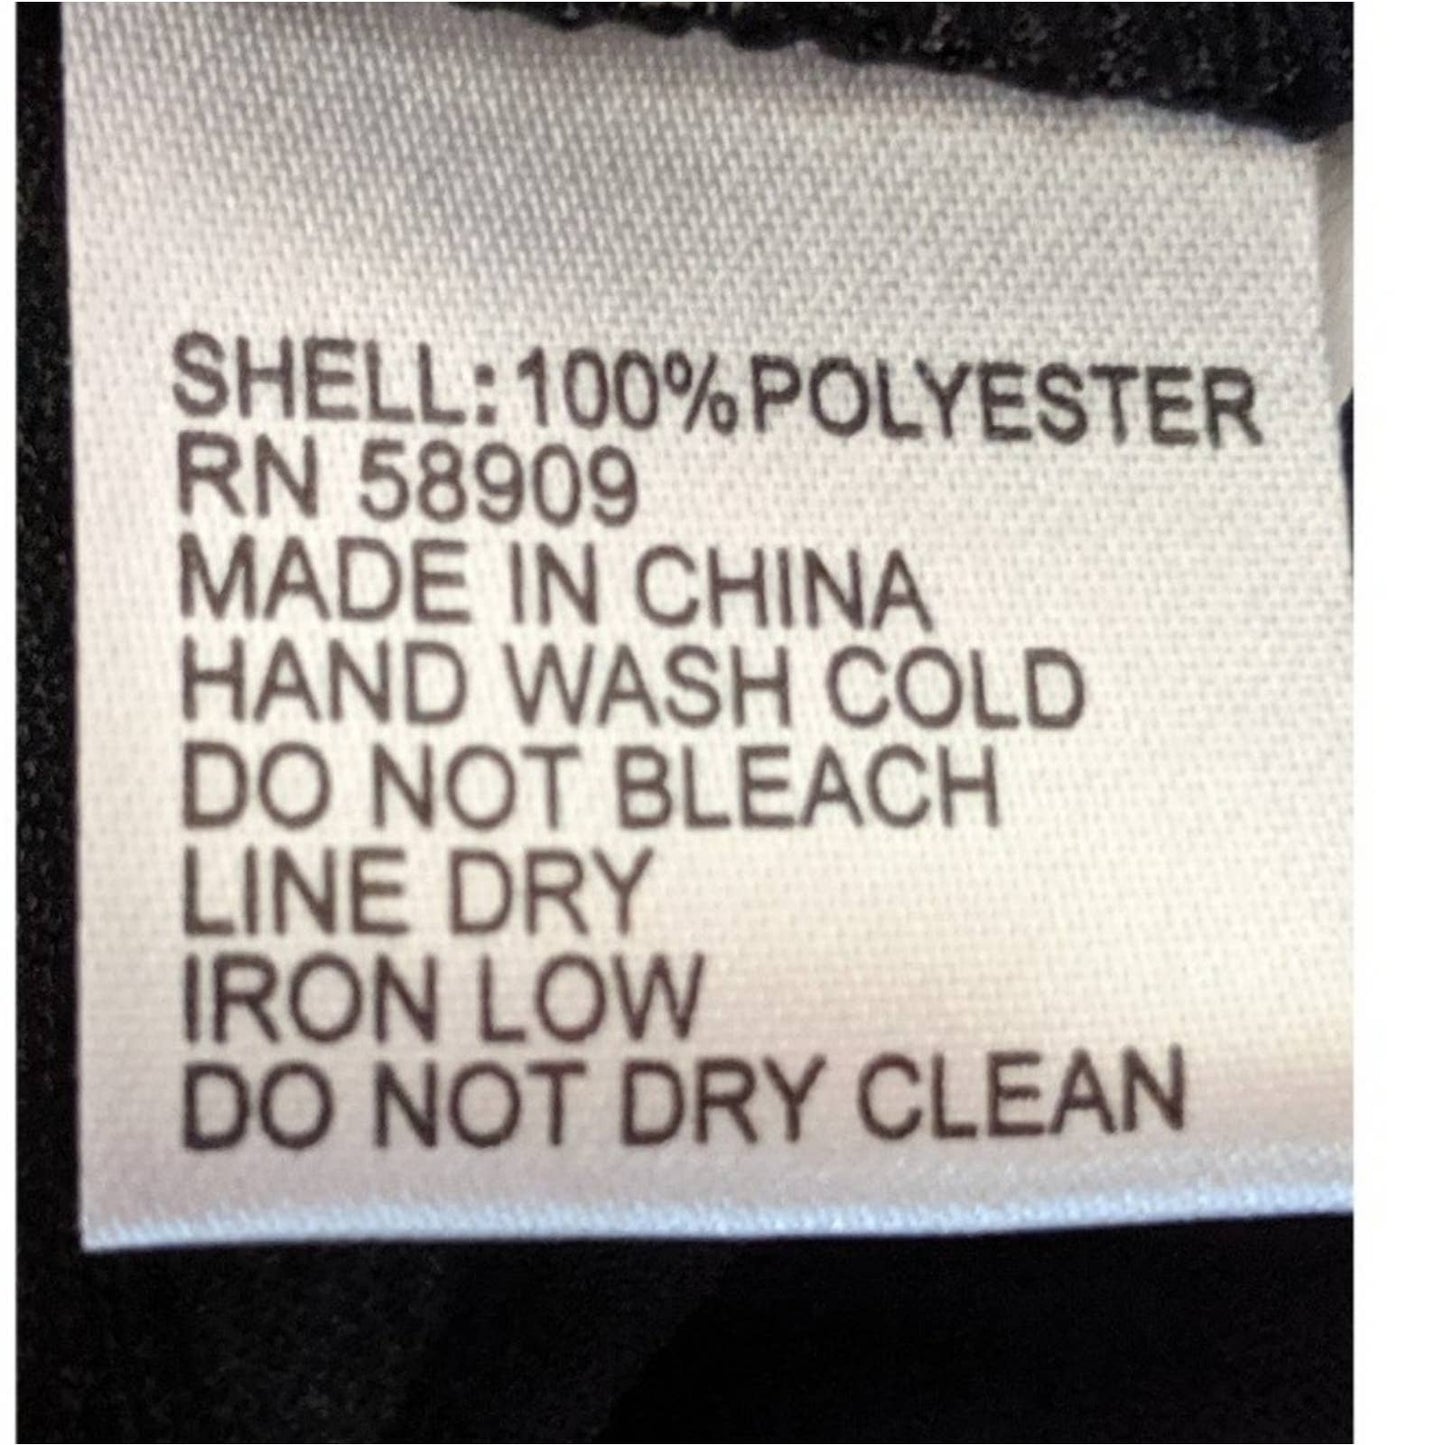 SHELL: 100% POLYESTER
RN 58909
MADE IN CHINA
HAND WASH COLD
DO NOT BLEACH
LINE DRY
IRON LOW
DO NOT DRY CLEAN